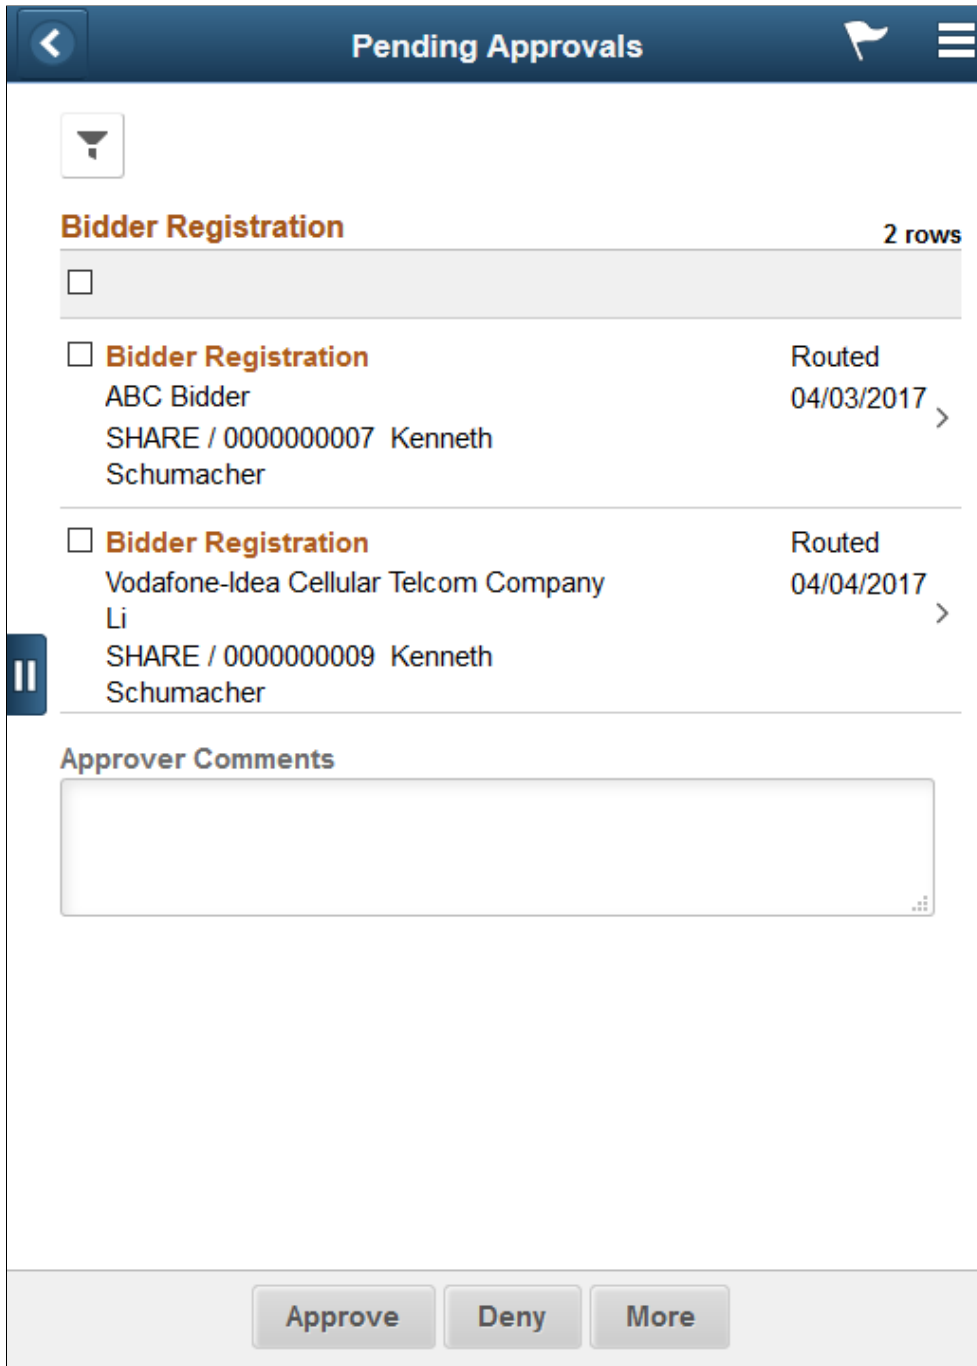 Pending Approvals
Bidder Registration
2 rows
Bidder Registration
Routed
ABC Bidder
04/03/2017
SHARE / 0000000007 Kenneth
Schumacher
Bidder Registration
Routed
Vodafone-Idea Cellular Telcom Company
04/04/2017
Li
SHARE / 0000000009 Kenneth
Schumacher
Approver Comments
Approve
Deny
More